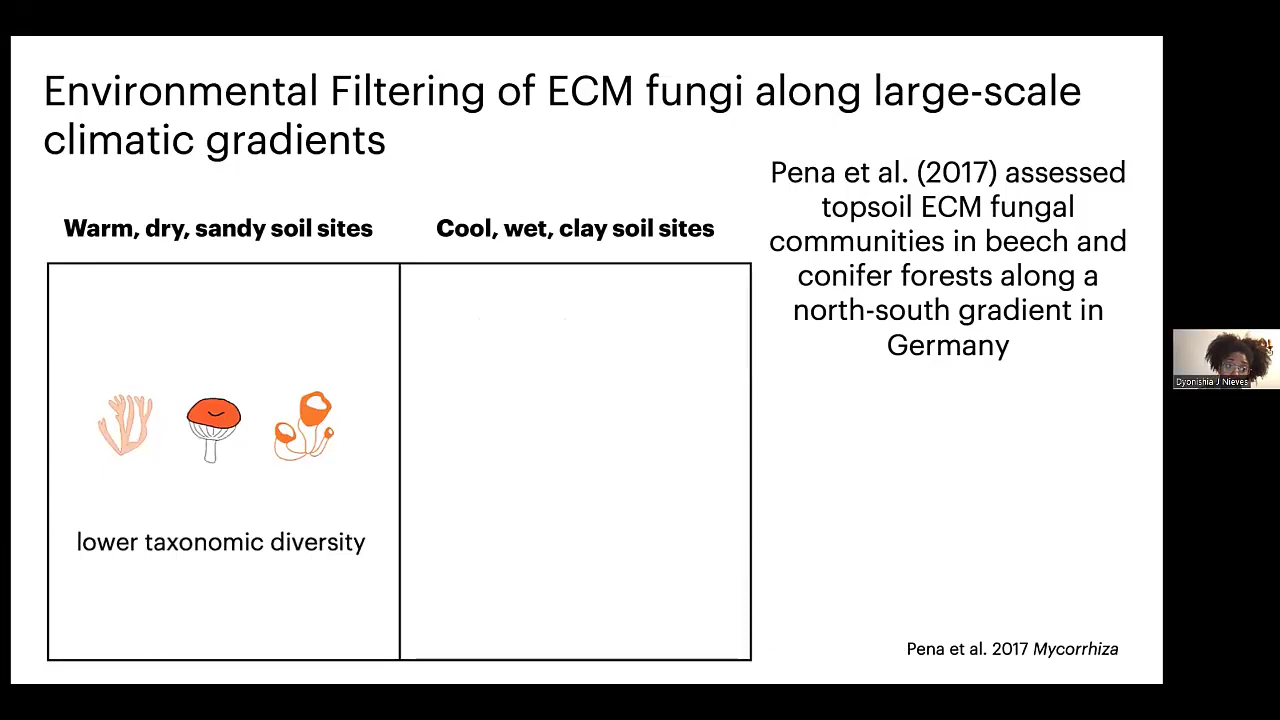 Environmental Filtering of ECM fungi along large-scale
climatic gradients
Warm, dry, sandy soil sites
Cool, wet, clay soil sites
lower taxonomic diversity
Pena et al. (2017) assessed
topsoil ECM fungal
communities in beech and
conifer forests along a
north-south gradient in
Germany
Pena et al. 2017 Mycorrhiza
Dyonishia J Nieves